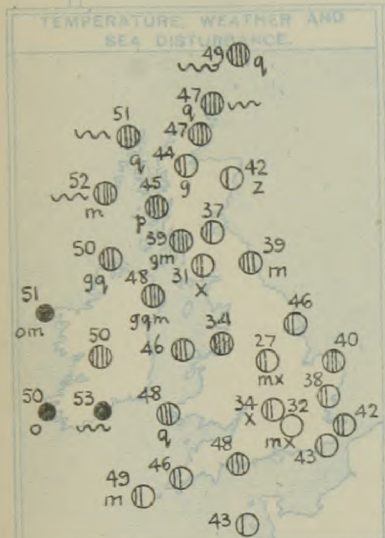 TEMPERATURE, WEATHER AND
SEA DISTURBANCE.
49 q
47
q
51
q
47
44
g
42
z
52
m
45
p
37
39
gm
50
gq
31
x
39
m
48
gqm
51
om
46
50
46
34
27
mx
40
38
50
o
53
48
q
34
x
32
mx
42
43
48
46
49
m
43